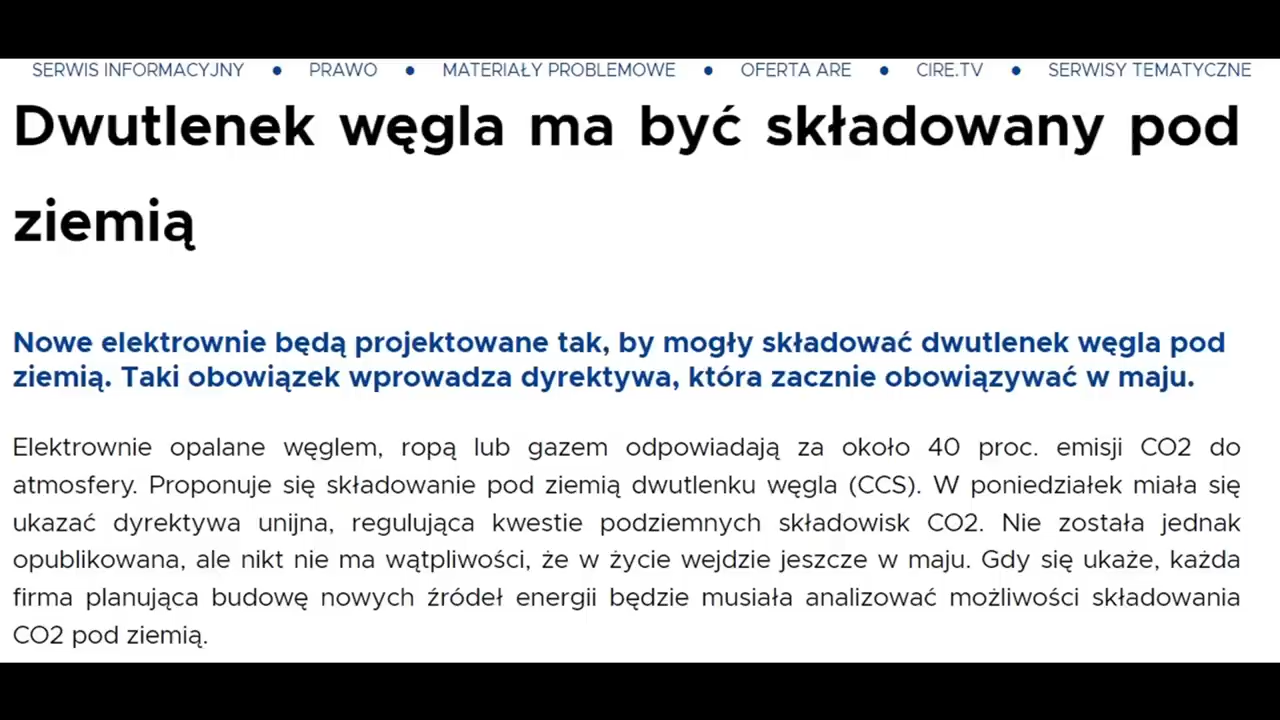 SERWIS INFORMACYJNY • PRAWO • MATERIAŁY PROBLEMOWE • OFERTA ARE • CIRE.TV • SERWISY TEMATYCZNE
Dwutlenek węgla ma być składowany pod
ziemią
Nowe elektrownie będą projektowane tak, by mogły składować dwutlenek węgla pod
ziemią. Taki obowiązek wprowadza dyrektywa, która zacznie obowiązywać w maju.
Elektrownie opalane węglem, ropą lub gazem odpowiadają za około 40 proc. emisji CO2 do
atmosfery. Proponuje się składowanie pod ziemią dwutlenku węgla (CCS). W poniedziałek miała się
ukazać dyrektywa unijna, regulująca kwestie podziemnych składowisk CO2. Nie została jednak
opublikowana, ale nikt nie ma wątpliwości, że w życie wejdzie jeszcze w maju. Gdy się ukaże, każda
firma planująca budowę nowych źródeł energii będzie musiała analizować możliwości składowania
CO2 pod ziemią.